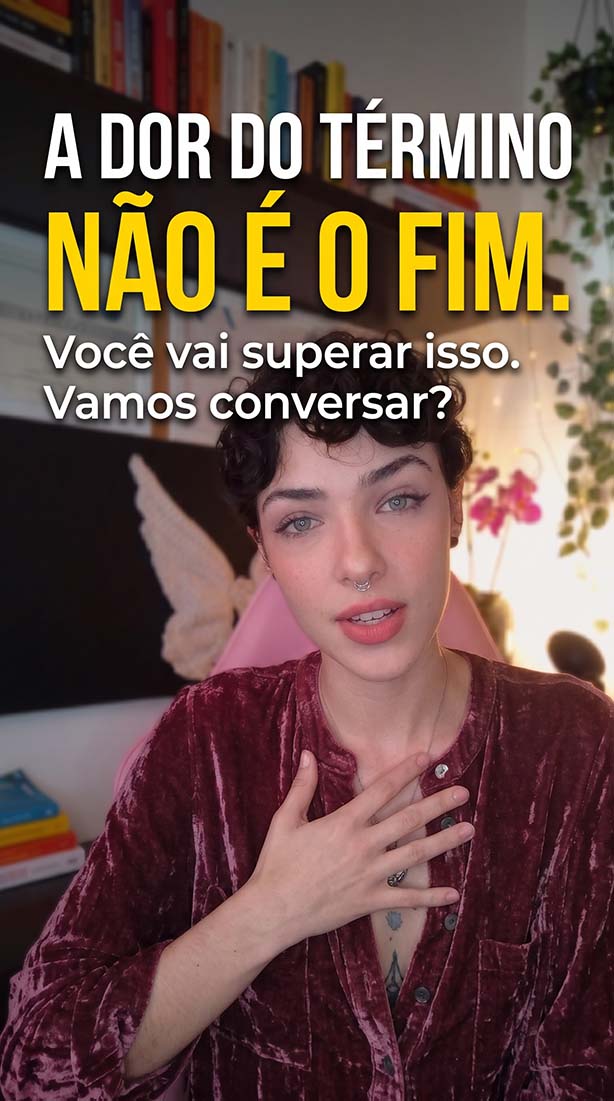 A DOR DO TÉRMINO
NÃO É O FIM.
Você vai superar isso.
Vamos conversar?